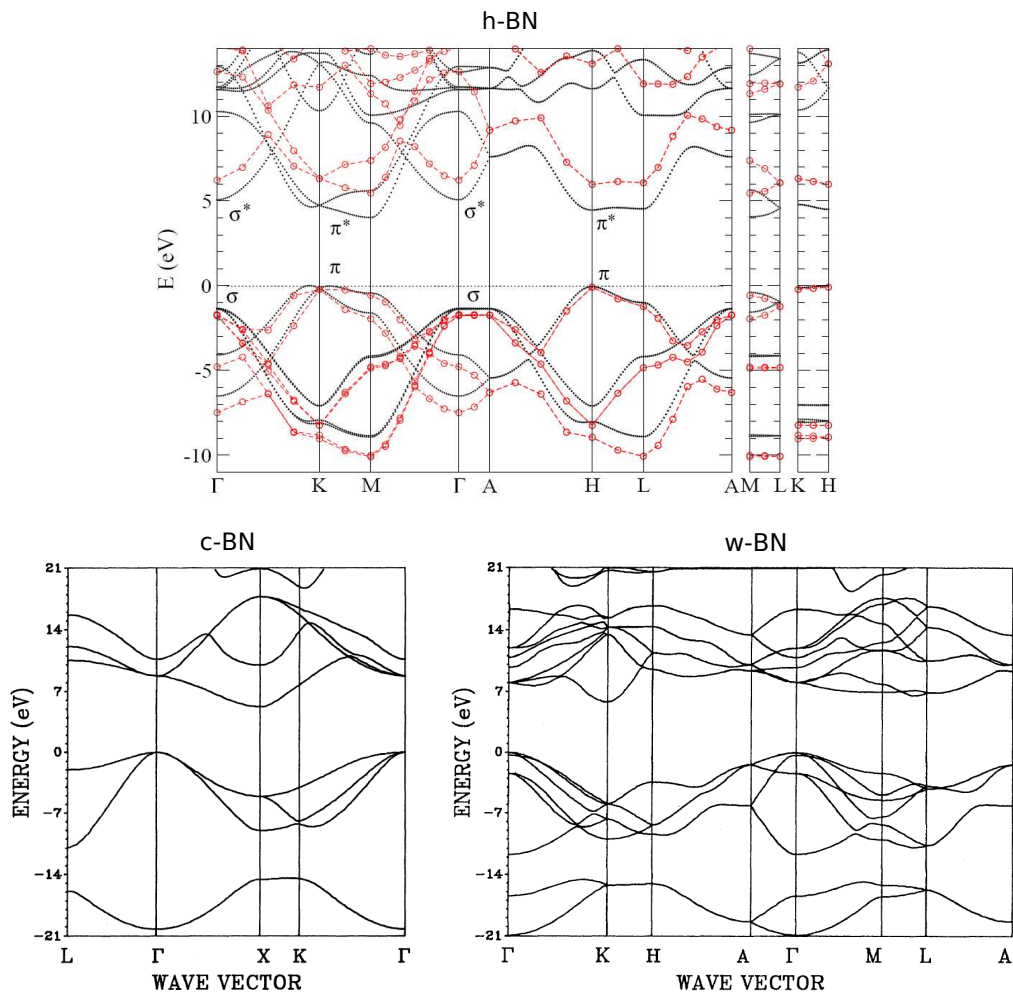 h-BN
10
5
0
-5
-10
E (eV)
σ*
π*
π
σ
σ*
σ
π*
π
Γ K M Γ A H L A M L K H
c-BN
21
14
7
0
-7
-14
-21
ENERGY (eV)
L Γ X K Γ
WAVE VECTOR
w-BN
21
14
7
0
-7
-14
-21
ENERGY (eV)
Γ K H A Γ M L A
WAVE VECTOR